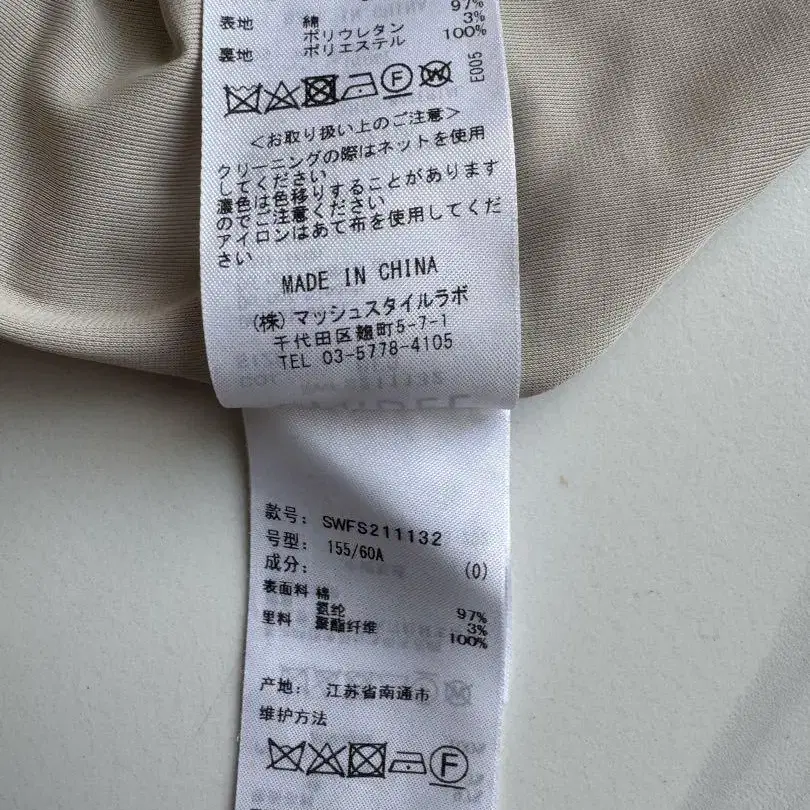 97%
表地 綿 3%
ポリウレタン 100%
裏地 ポリエステル
F W
E005
<お取り扱い上のご注意>
クリーニングの際はネットを使用
してください
濃色は色移りすることがあります
のでご注意ください
アイロンはあて布を使用してくだ
さい
MADE IN CHINA
(株)マッシュスタイルラボ
千代田区麹町5-7-1
TEL 03-5778-4105
款号: SWFS211132
号型: 155/60A (0)
成分:
表面料 棉 97%
氨纶 3%
里料 聚酯纤维 100%
产地: 江苏省南通市
维护方法
F